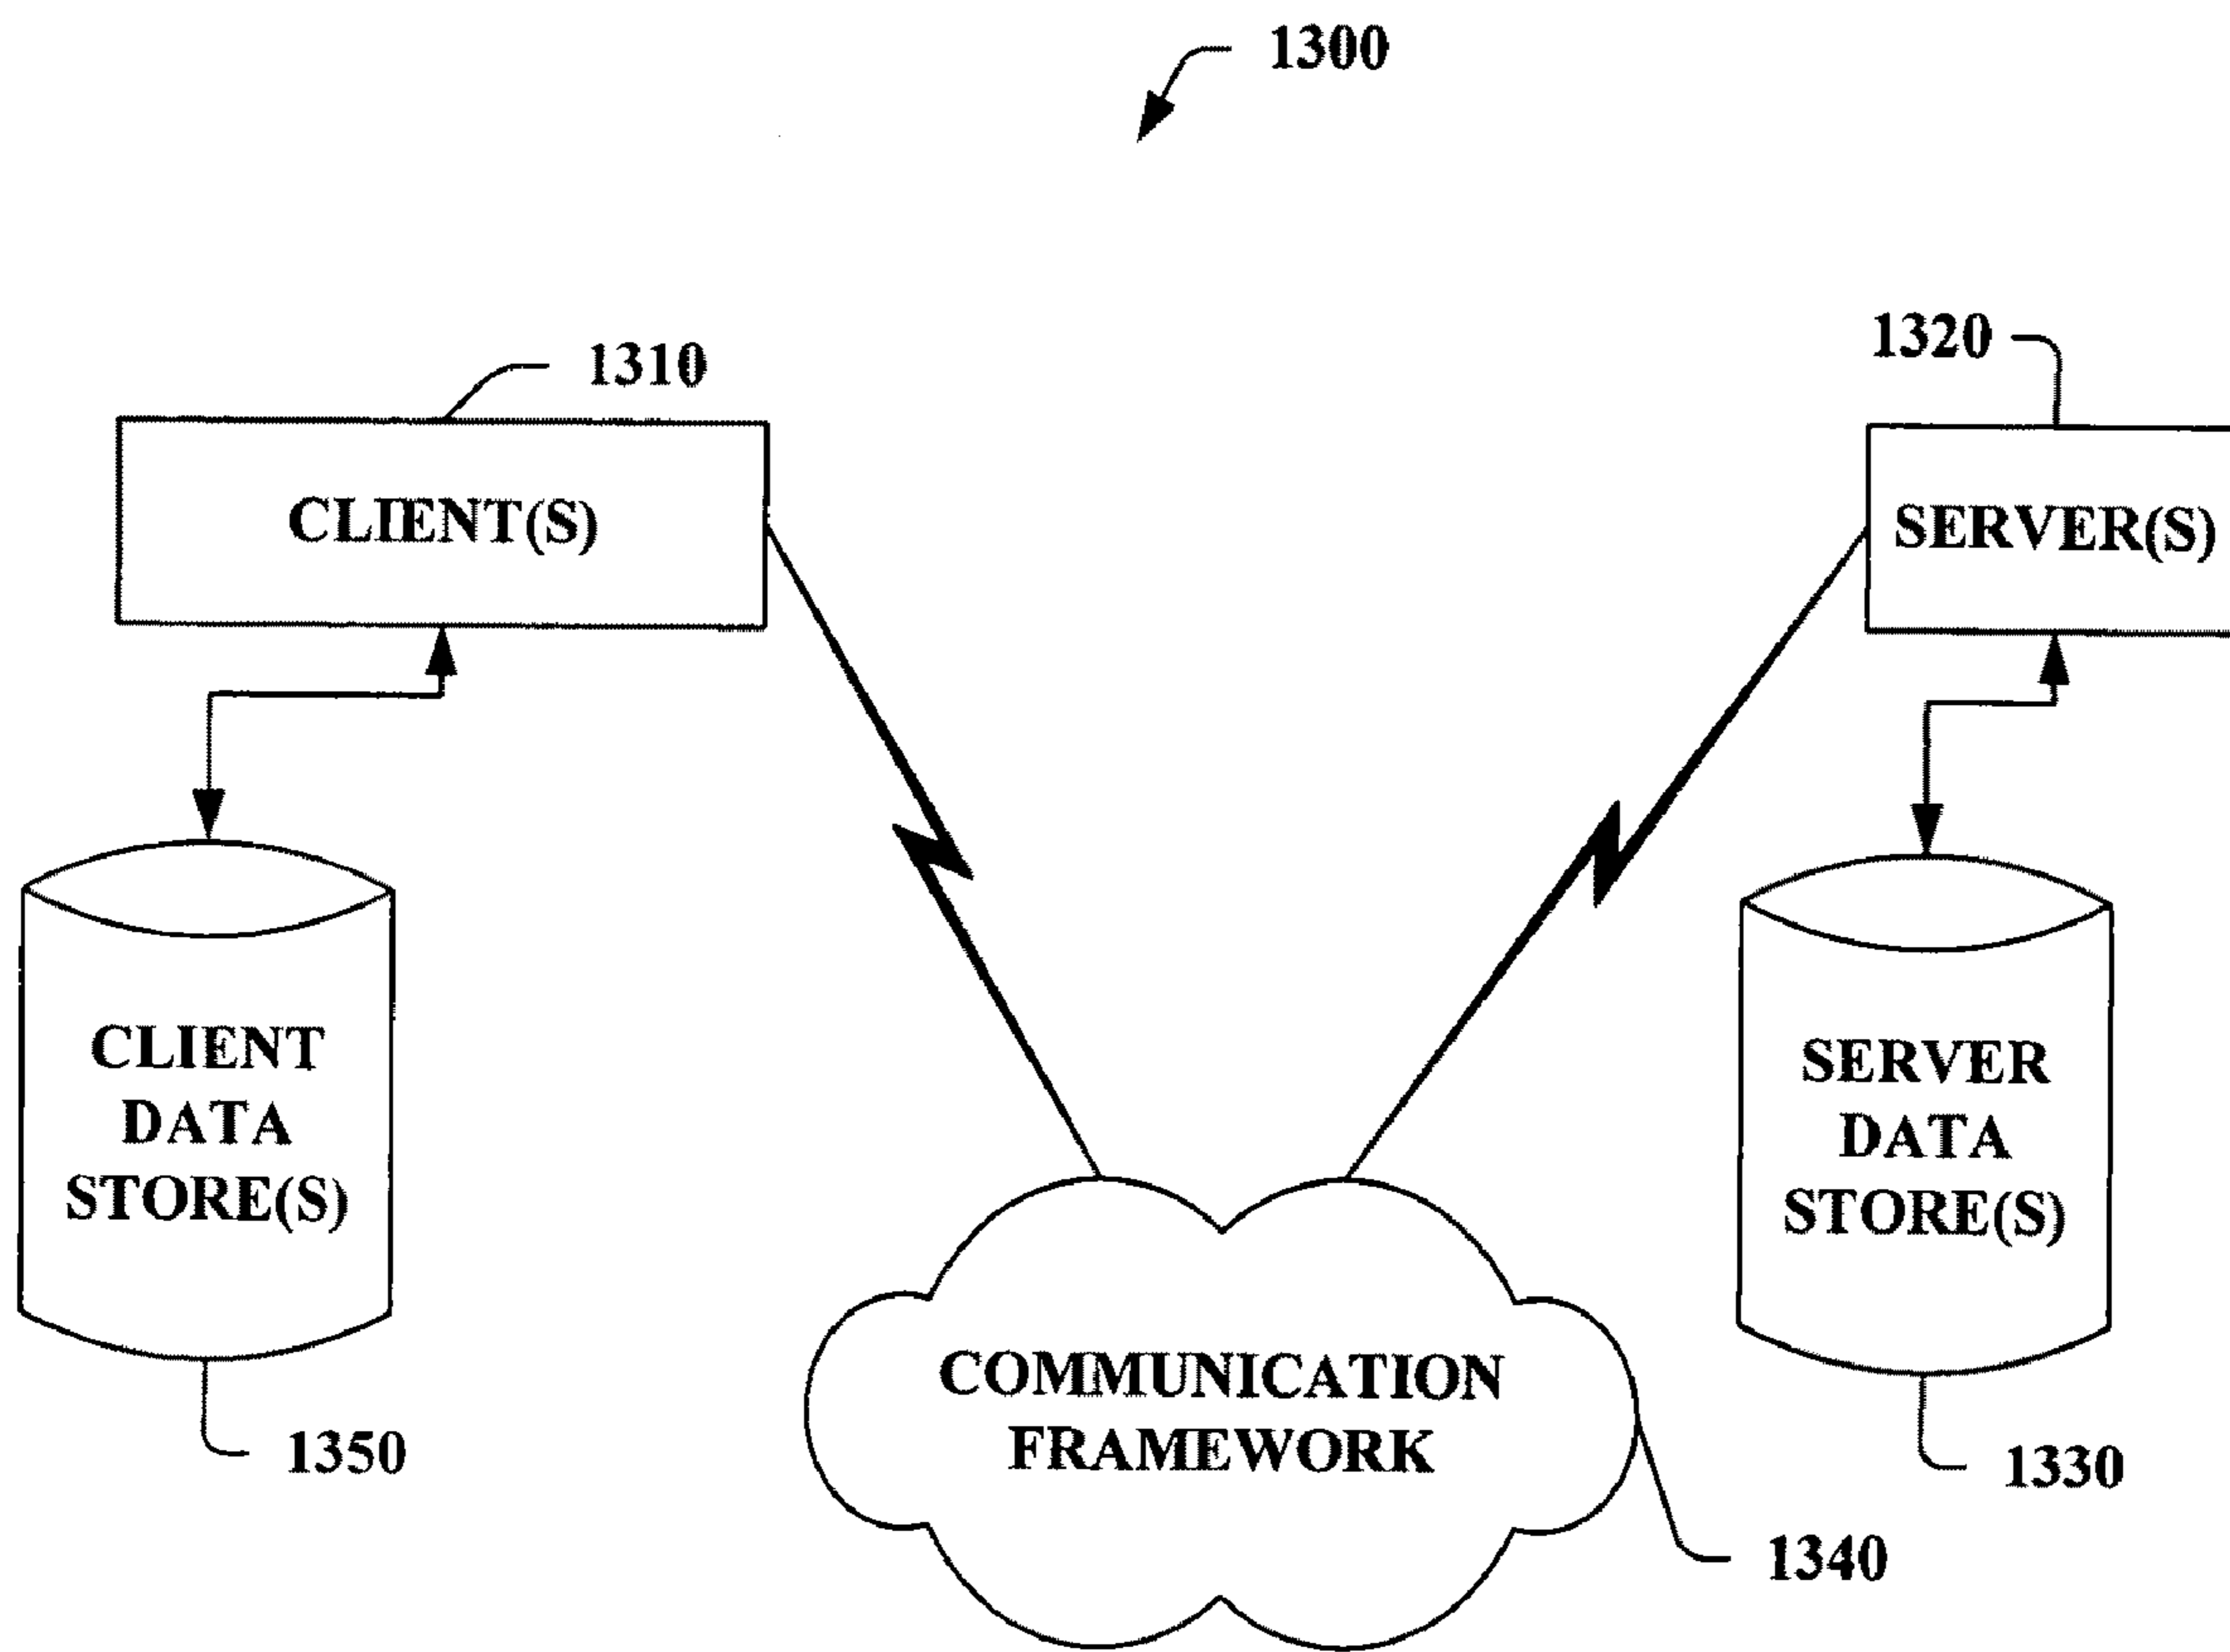 1300
1310
1320
CLIENT(S)
SERVER(S)
CLIENT
DATA
STORE(S)
SERVER
DATA
STORE(S)
COMMUNICATION
FRAMEWORK
1350
1330
1340